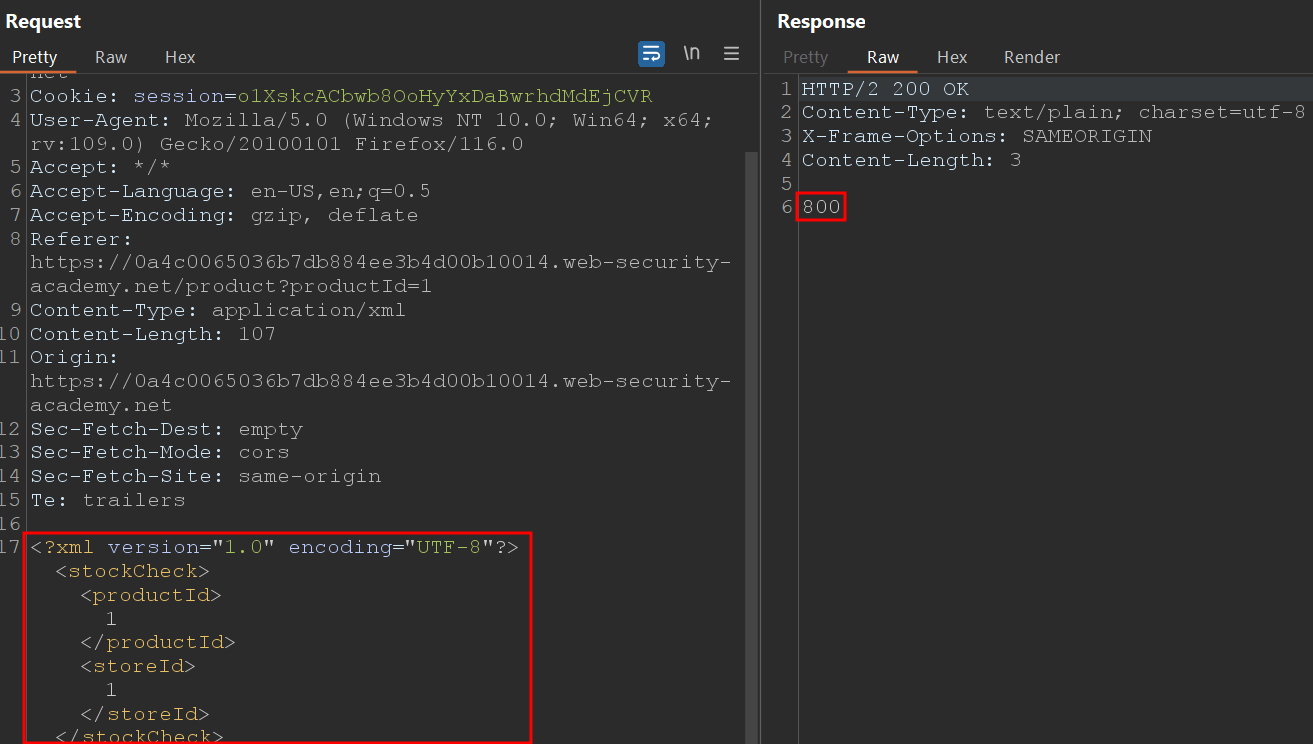 Request
Pretty Raw Hex \n
net
3 Cookie: session=o1XskcACbwb8OoHyYxDaBwrhdMdEjCVR
4 User-Agent: Mozilla/5.0 (Windows NT 10.0; Win64; x64;
rv:109.0) Gecko/20100101 Firefox/116.0
5 Accept: */*
6 Accept-Language: en-US,en;q=0.5
7 Accept-Encoding: gzip, deflate
8 Referer:
https://0a4c0065036b7db884ee3b4d00b10014.web-security-
academy.net/product?productId=1
9 Content-Type: application/xml
10 Content-Length: 107
11 Origin:
https://0a4c0065036b7db884ee3b4d00b10014.web-security-
academy.net
12 Sec-Fetch-Dest: empty
13 Sec-Fetch-Mode: cors
14 Sec-Fetch-Site: same-origin
15 Te: trailers
16
17 <?xml version="1.0" encoding="UTF-8"?>
<stockCheck>
<productId>
1
</productId>
<storeId>
1
</storeId>
</stockCheck>
Response
Pretty Raw Hex Render
1 HTTP/2 200 OK
2 Content-Type: text/plain; charset=utf-8
3 X-Frame-Options: SAMEORIGIN
4 Content-Length: 3
5
6 800